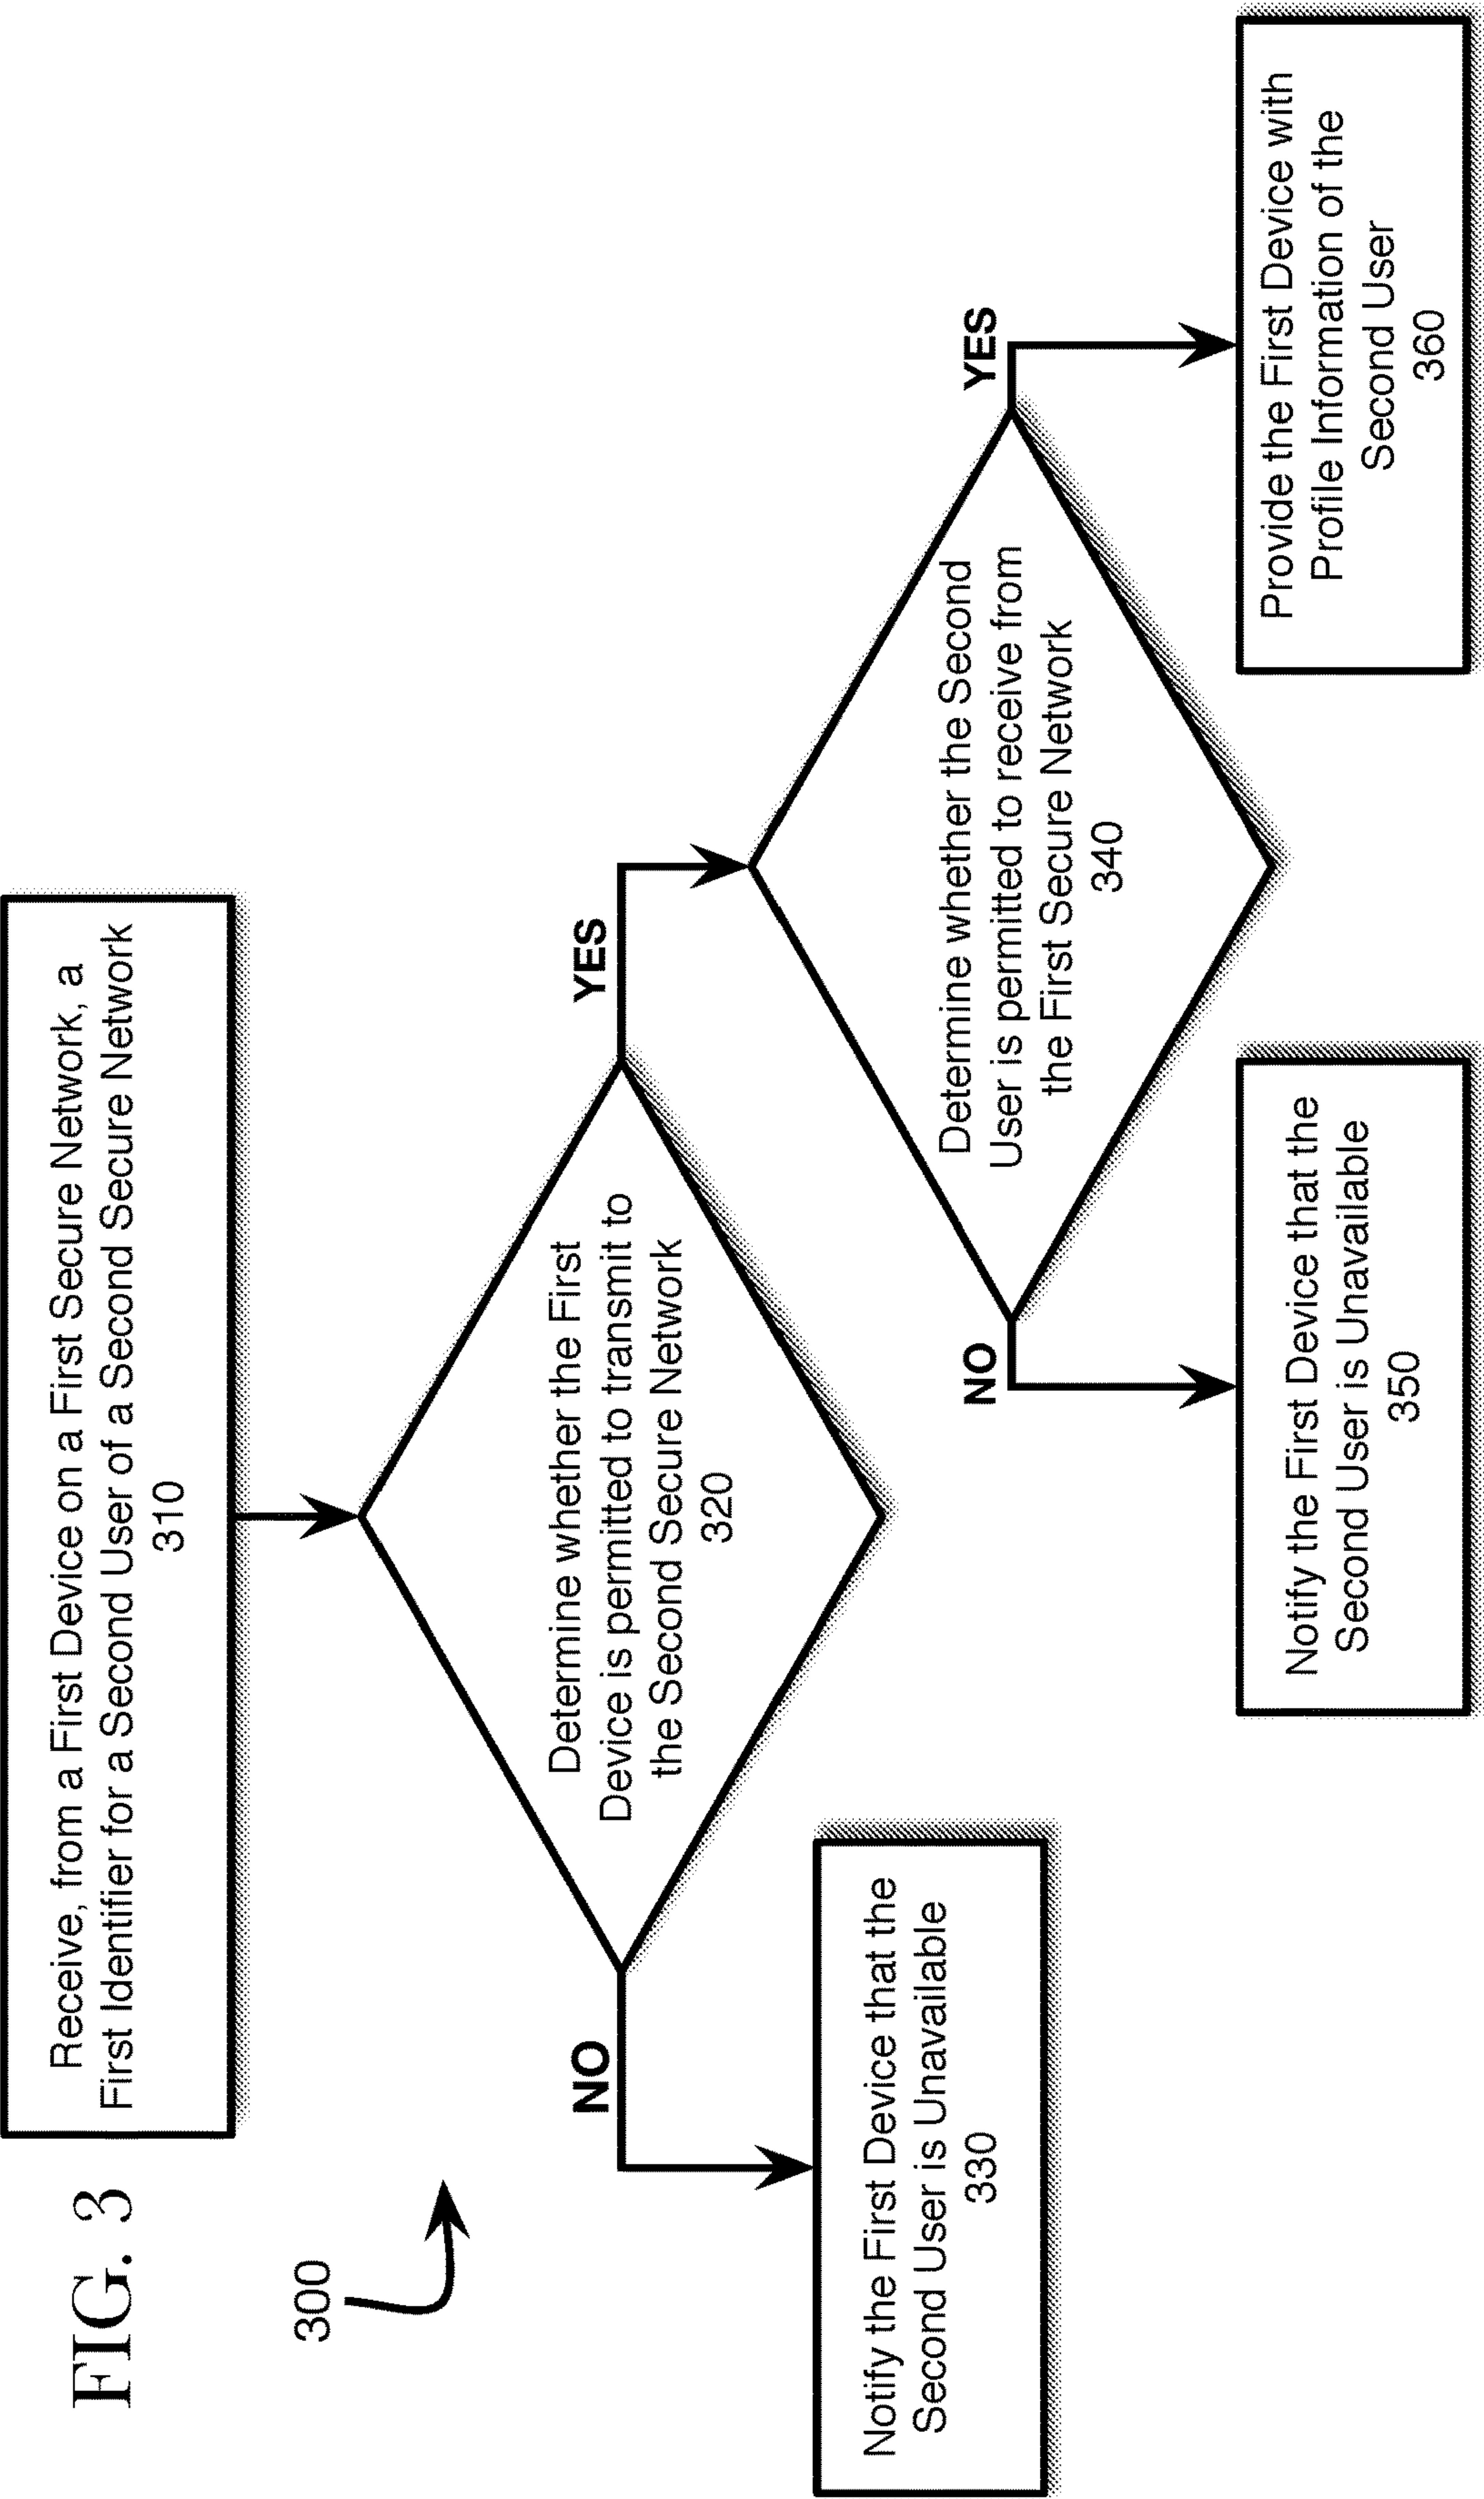 FIG. 3
300
Receive, from a First Device on a First Secure Network, a
First Identifier for a Second User of a Second Secure Network
310
Determine whether the First
Device is permitted to transmit to
the Second Secure Network
320
NO
YES
Notify the First Device that the
Second User is Unavailable
330
Determine whether the Second
User is permitted to receive from
the First Secure Network
340
NO
YES
Notify the First Device that the
Second User is Unavailable
350
Provide the First Device with
Profile Information of the
Second User
360